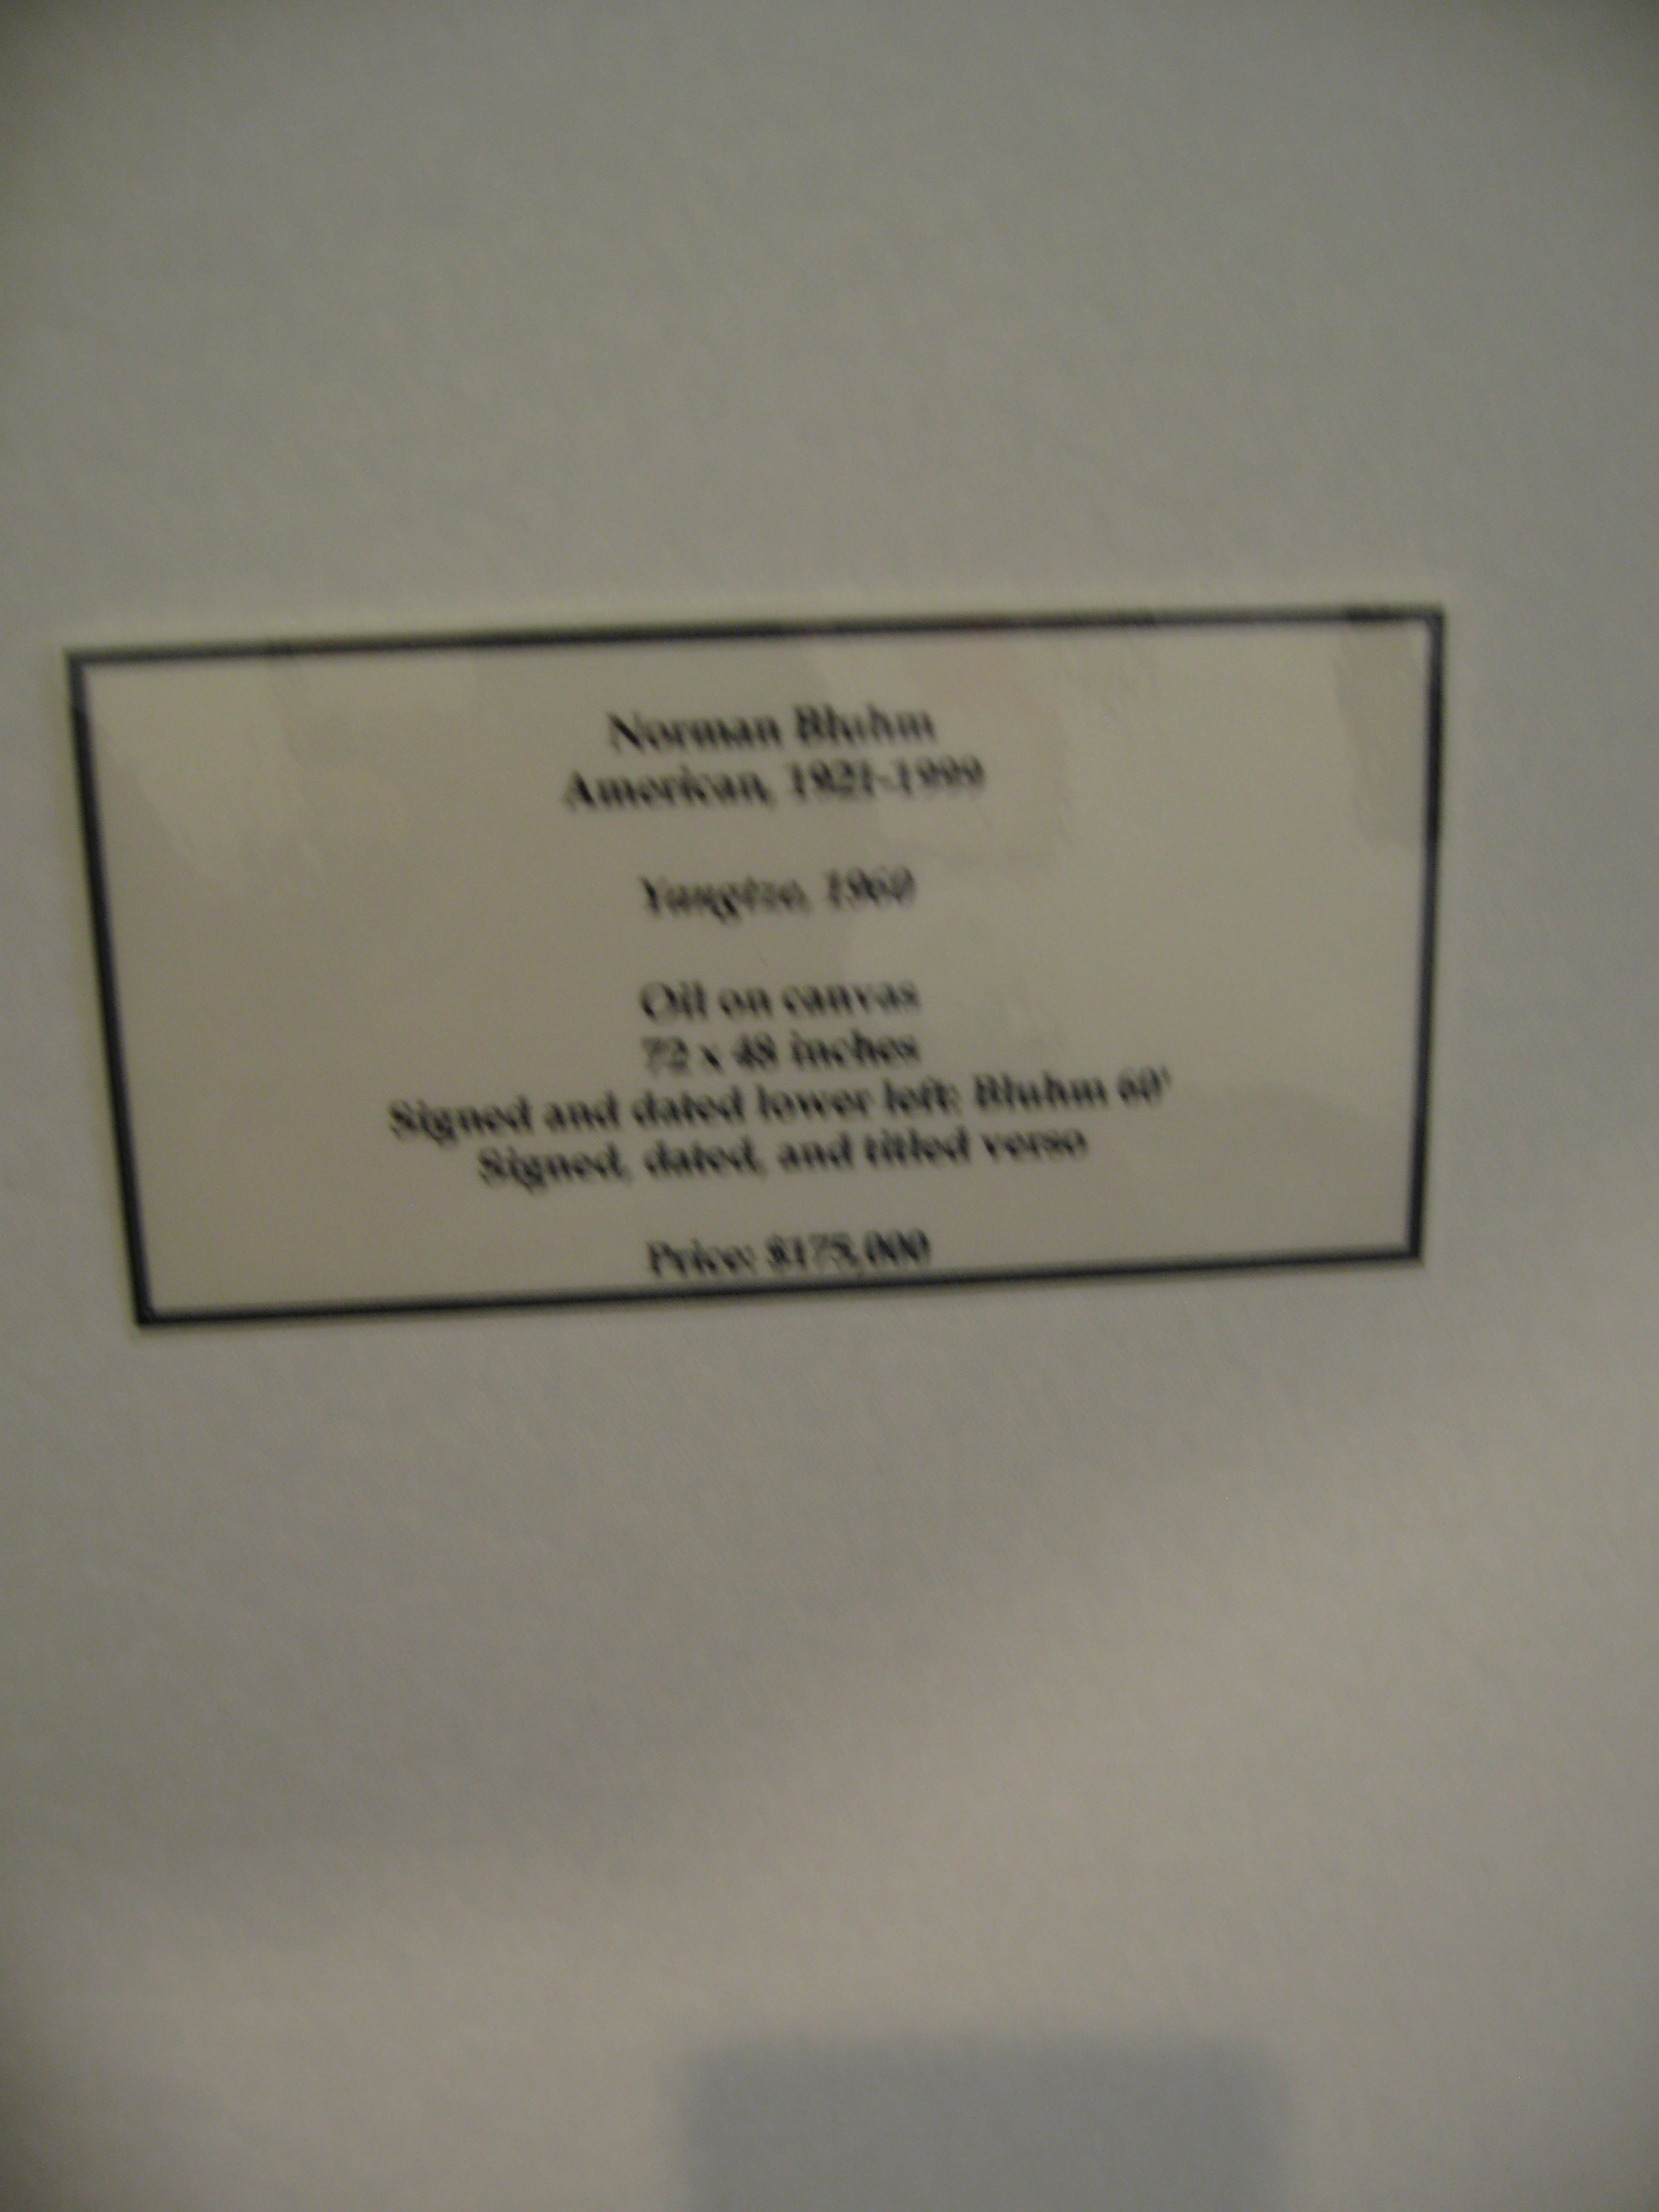 Norman Bluhm
American, 1921-1999
Yangtze, 1960
Oil on canvas
72 x 48 inches
Signed and dated lower left: Bluhm 60'
Signed, dated, and titled verso
Price: $175,000